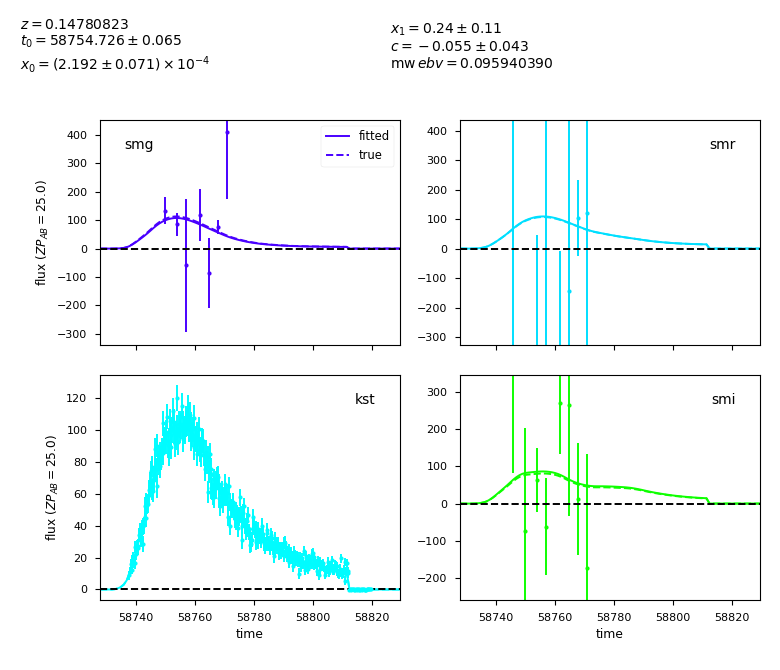 z = 0.14780823
t₀ = 58754.726 ± 0.065
x₀ = (2.192 ± 0.071) × 10⁻⁴
x₁ = 0.24 ± 0.11
c = −0.055 ± 0.043
mw ebv = 0.095940390
smg
fitted
true
400
300
200
100
0
−100
−200
−300
flux (ZP_AB = 25.0)
smr
400
300
200
100
0
−100
−200
−300
kst
120
100
80
60
40
20
0
flux (ZP_AB = 25.0)
58740 58760 58780 58800 58820
time
smi
300
200
100
0
−100
−200
58740 58760 58780 58800 58820
time